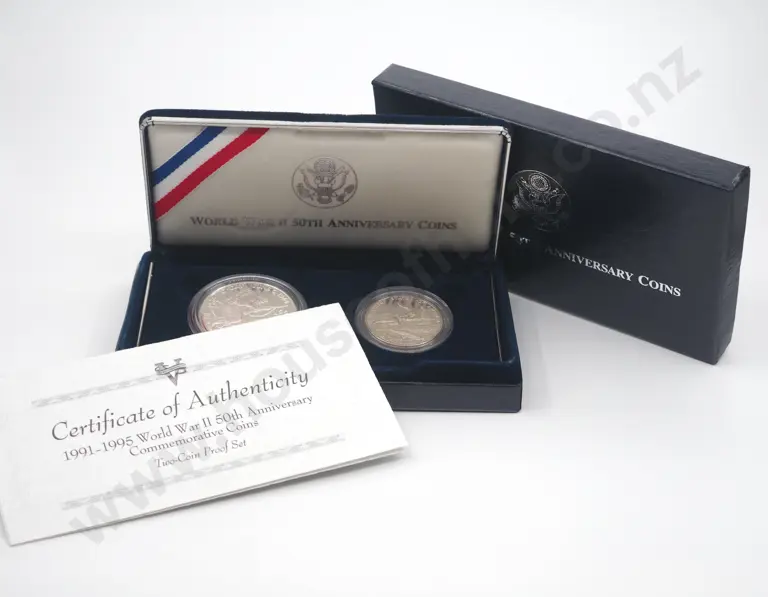 WORLD WAR II 50TH ANNIVERSARY COINS
ANNIVERSARY COINS
Certificate of Authenticity
1991-1995 World War II 50th Anniversary
Commemorative Coins
Two-Coin Proof Set